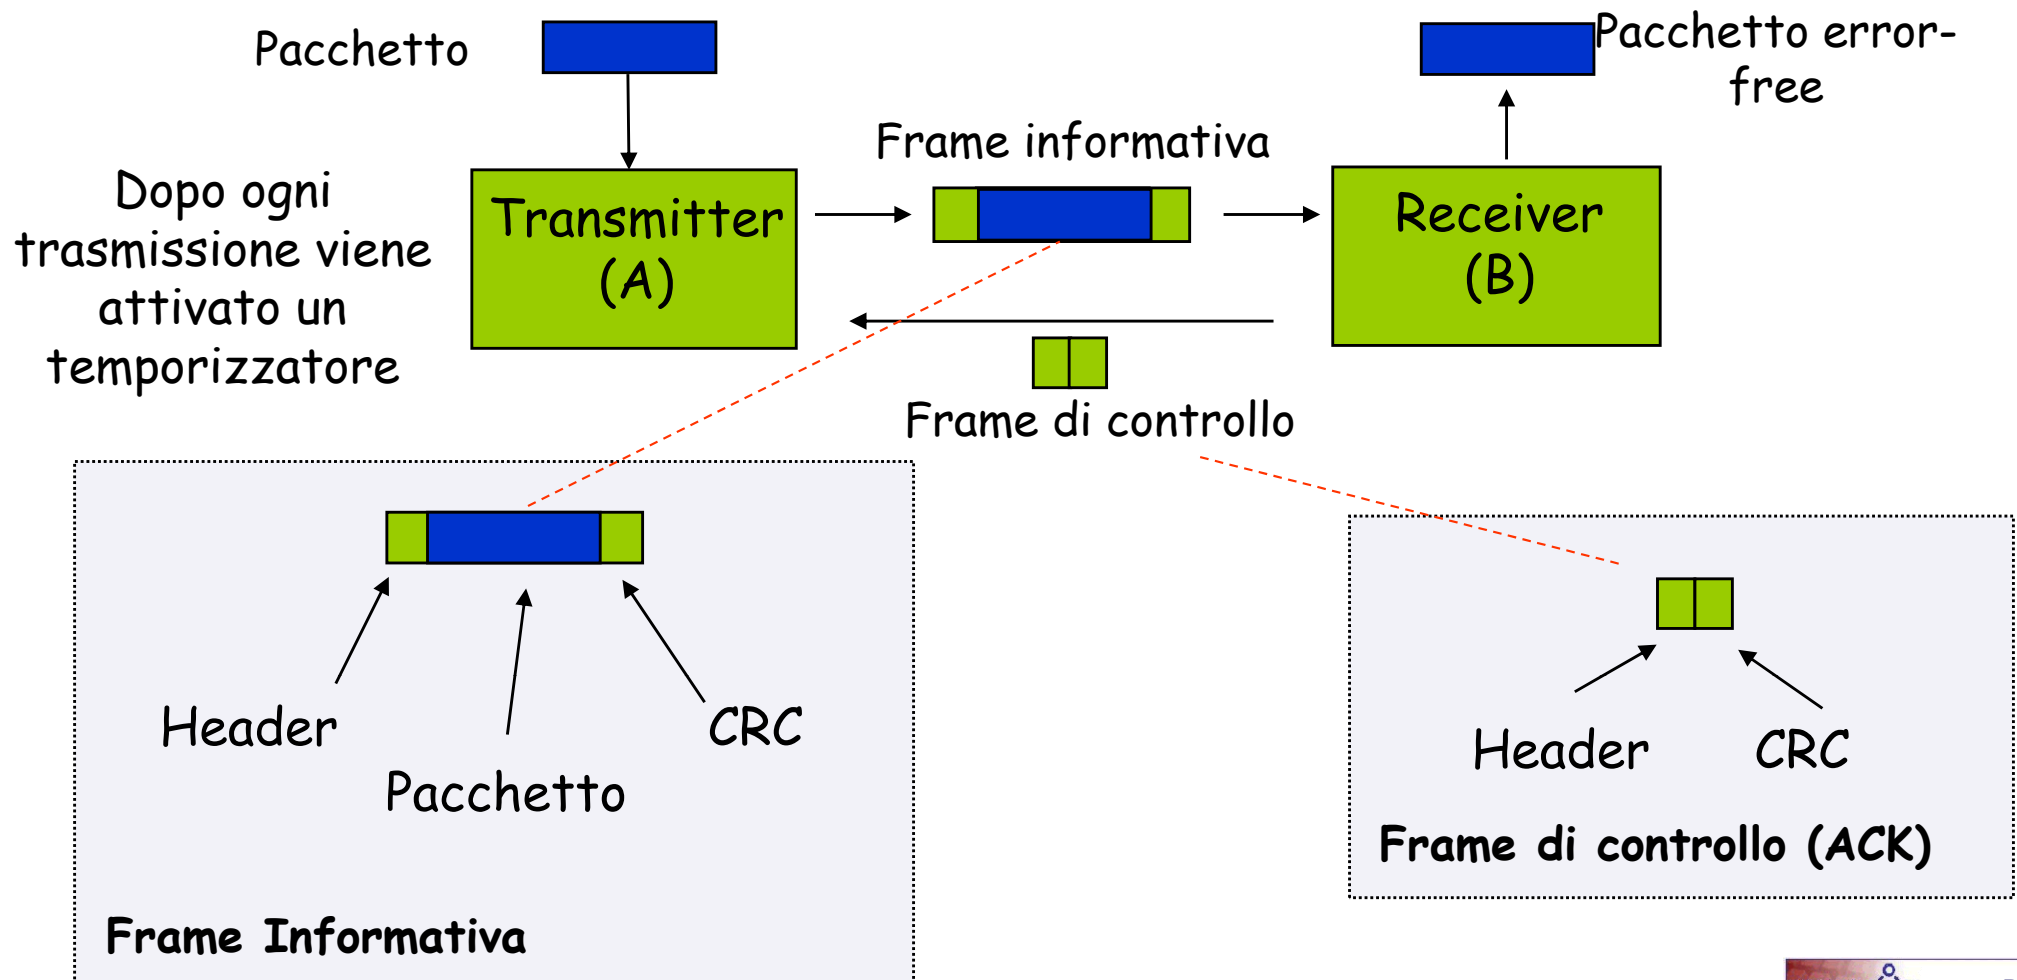 Pacchetto
Pacchetto error-
free
Frame informativa
Dopo ogni
trasmissione viene
attivato un
temporizzatore
Transmitter
(A)
Receiver
(B)
Frame di controllo
Header
Pacchetto
CRC
Frame Informativa
Header
CRC
Frame di controllo (ACK)